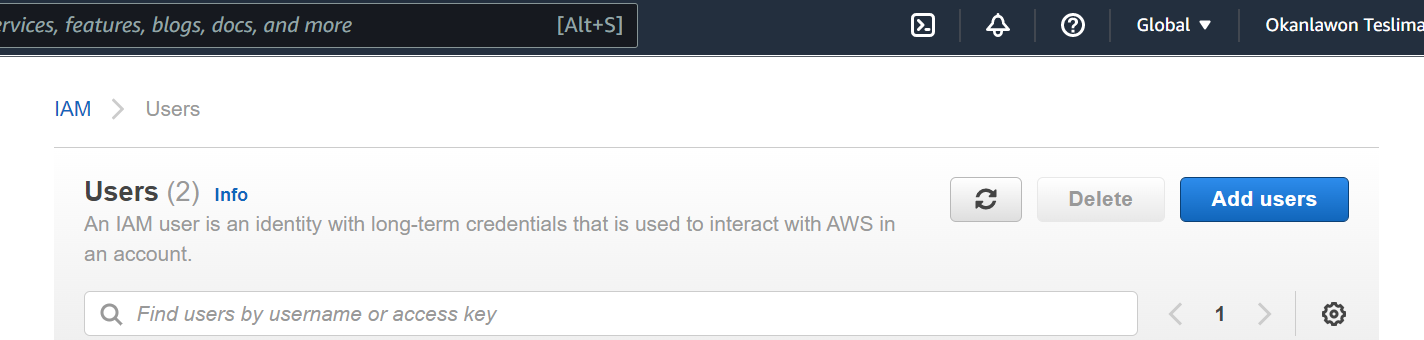 features, blogs, docs, and more [Alt+S] Global Okanlawon
IAM Users
Users (2) Info
Delete Add users
An IAM user is an identity with long-term credentials that is used to interact with AWS in
an account.
Find users by username or access key 1